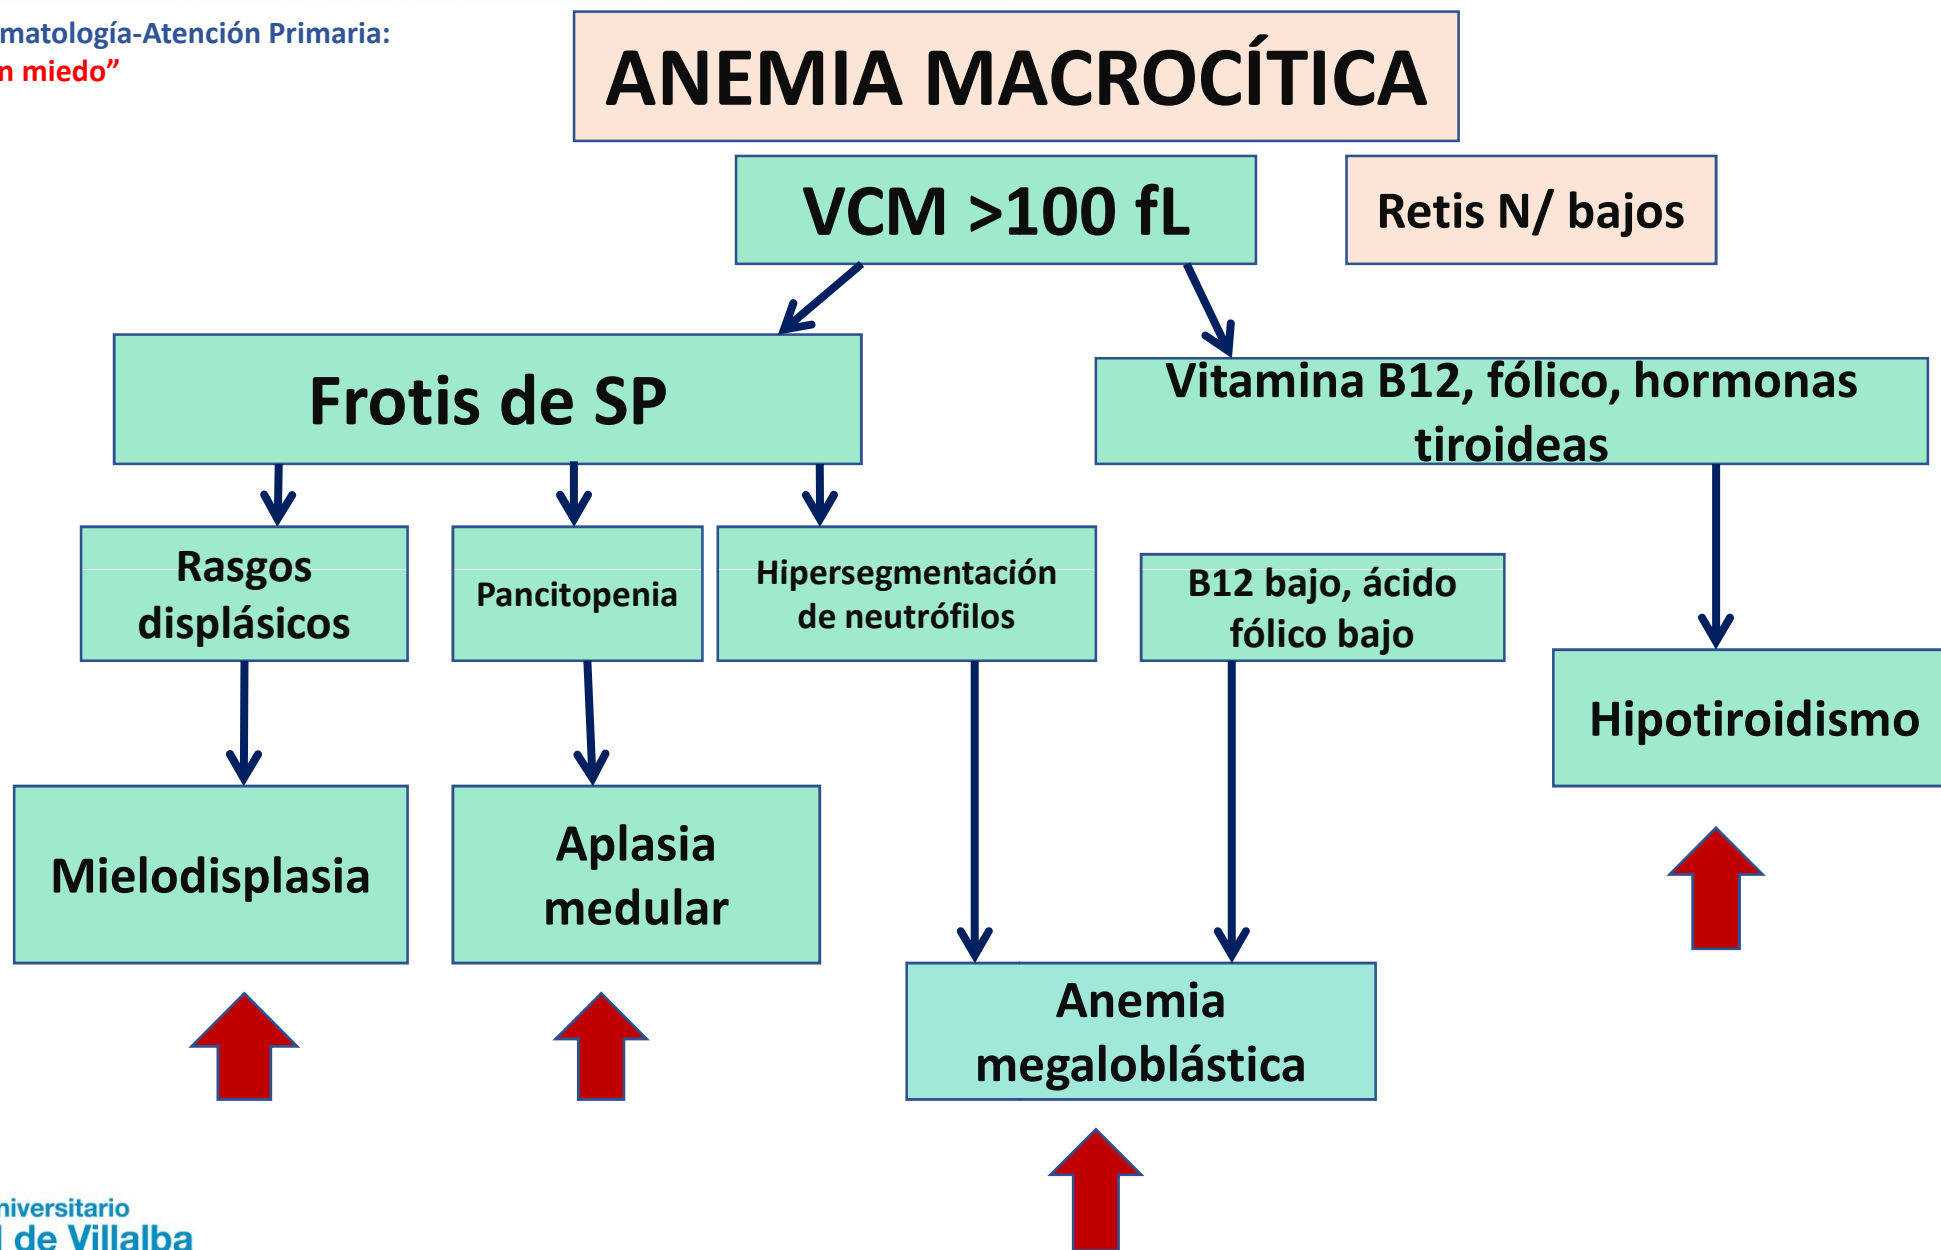 matología-Atención Primaria:
n miedo”
ANEMIA MACROCÍTICA
VCM >100 fL
Retis N/ bajos
Frotis de SP
Vitamina B12, fólico, hormonas
tiroideas
Rasgos
displásicos
Pancitopenia
Hipersegmentación
de neutrófilos
B12 bajo, ácido
fólico bajo
Hipotiroidismo
Mielodisplasia
Aplasia
medular
Anemia
megaloblástica
niversitario
l de Villalba